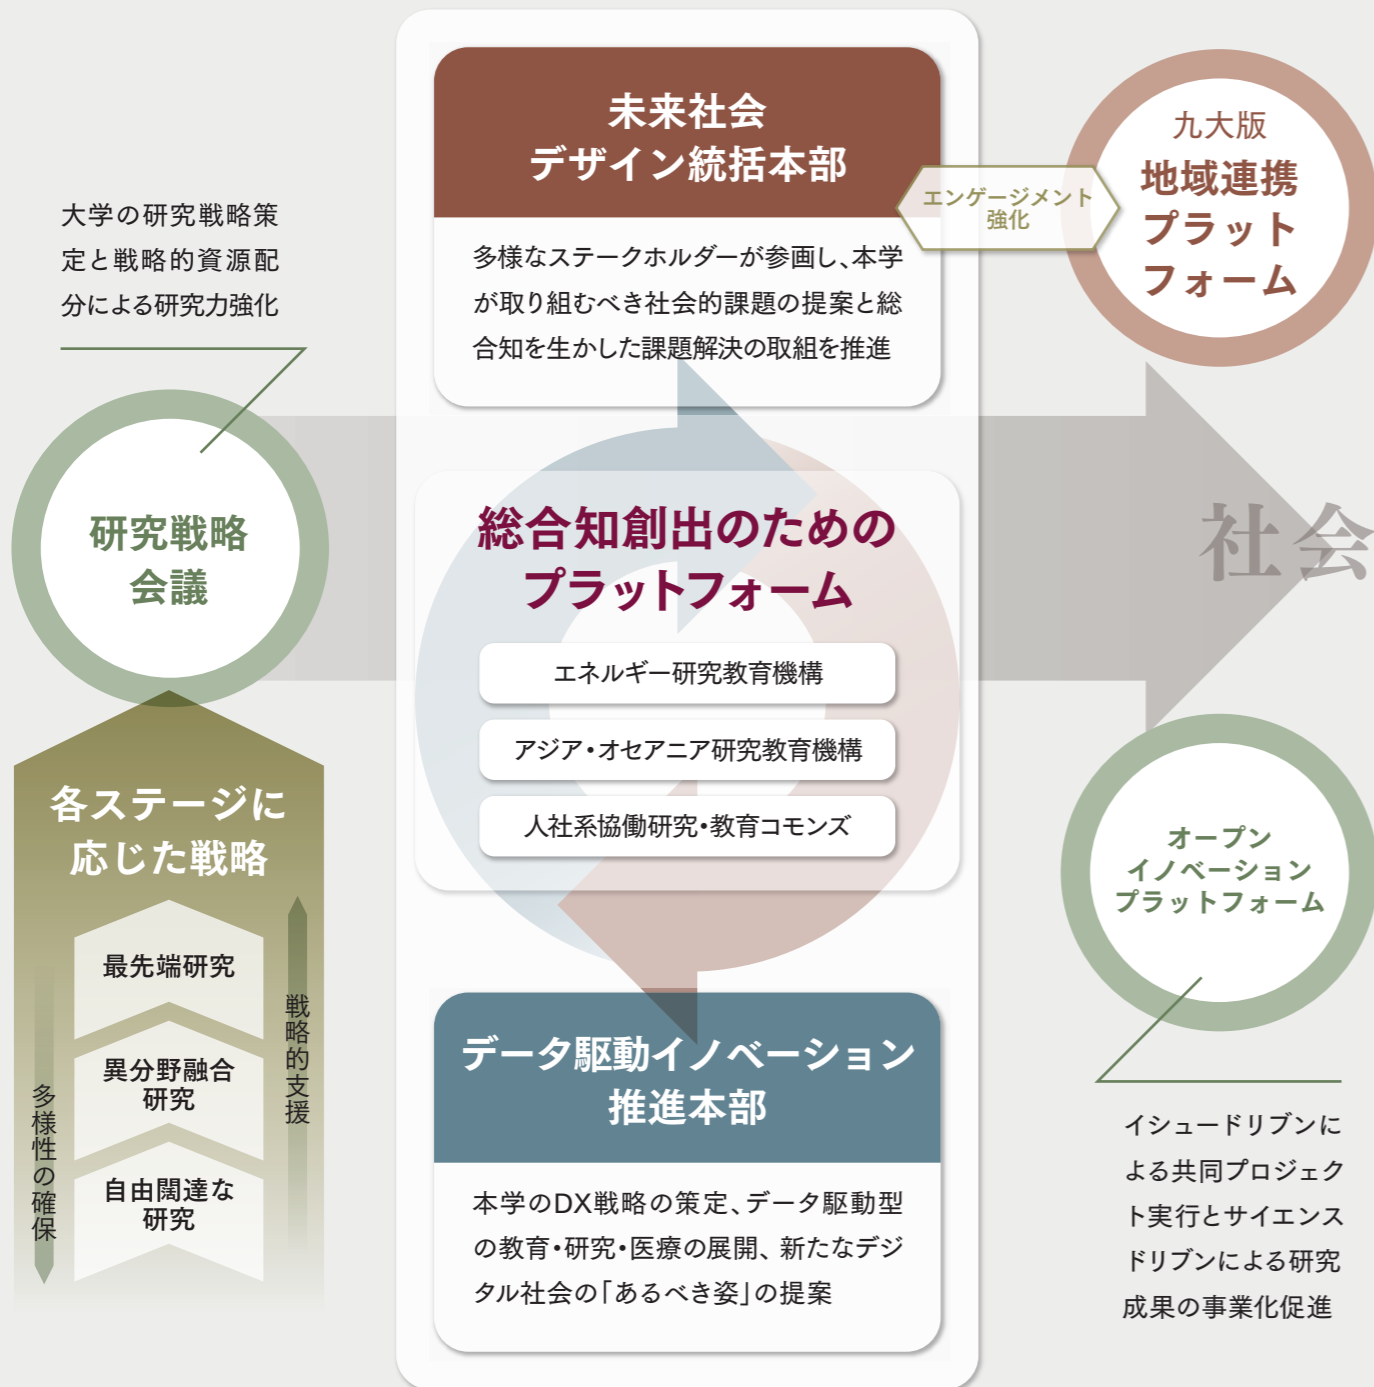 大学の研究戦略策
定と戦略的資源配
分による研究力強化
研究戦略
会議
各ステージに
応じた戦略
最先端研究
異分野融合
研究
自由闊達な
研究
戦略的支援
多様性の確保
未来社会
デザイン統括本部
多様なステークホルダーが参画し、本学
が取り組むべき社会的課題の提案と総
合知を生かした課題解決の取組を推進
エンゲージメント
強化
九大版
地域連携
プラット
フォーム
総合知創出のための
プラットフォーム
エネルギー研究教育機構
アジア・オセアニア研究教育機構
人社系協働研究・教育コモンズ
社会
データ駆動イノベーション
推進本部
本学のDX戦略の策定、データ駆動型
の教育・研究・医療の展開、新たなデジ
タル社会の「あるべき姿」の提案
オープン
イノベーション
プラットフォーム
イシュードリブンに
よる共同プロジェク
ト実行とサイエンス
ドリブンによる研究
成果の事業化促進